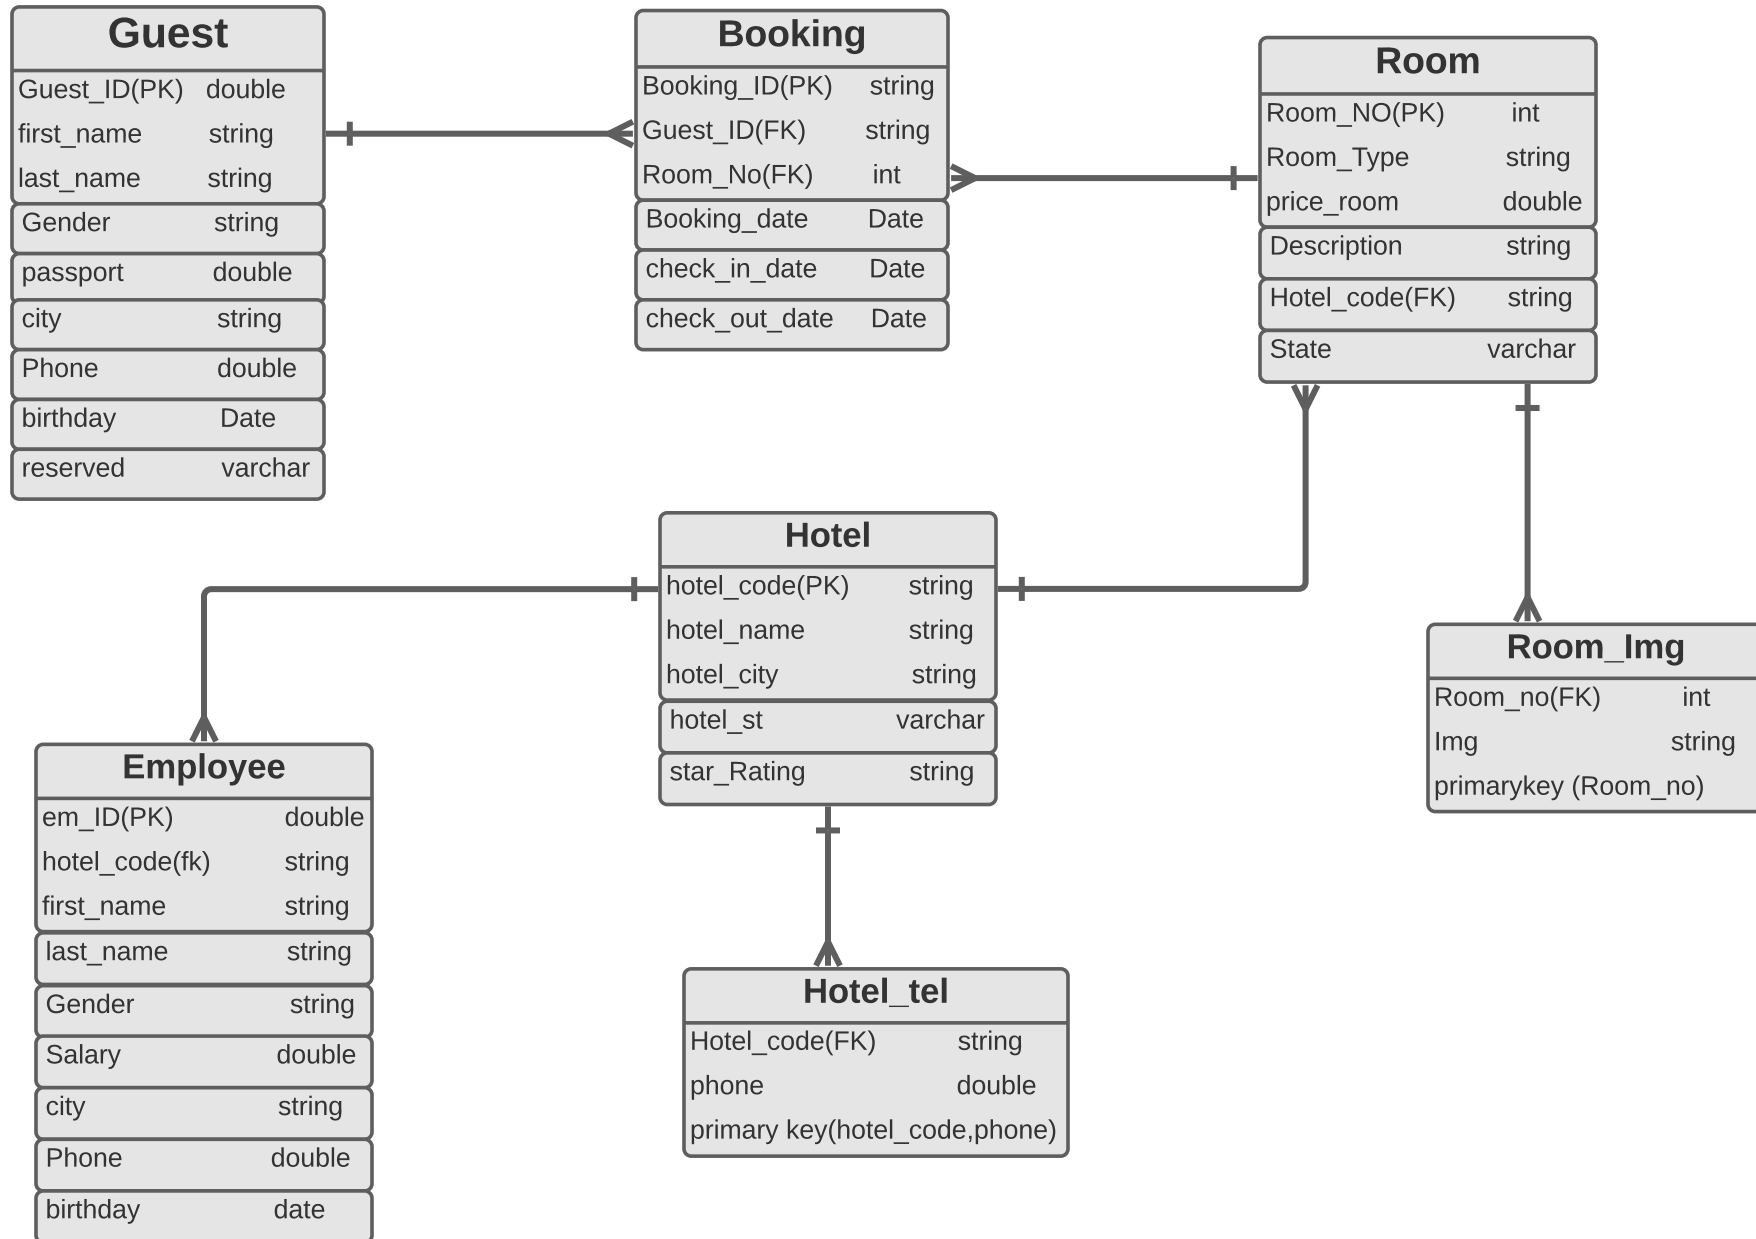 Guest
Guest_ID(PK) double
first_name string
last_name string
Gender string
passport double
city string
Phone double
birthday Date
reserved varchar
Booking
Booking_ID(PK) string
Guest_ID(FK) string
Room_No(FK) int
Booking_date Date
check_in_date Date
check_out_date Date
Room
Room_NO(PK) int
Room_Type string
price_room double
Description string
Hotel_code(FK) string
State varchar
Hotel
hotel_code(PK) string
hotel_name string
hotel_city string
hotel_st varchar
star_Rating string
Room_Img
Room_no(FK) int
Img string
primarykey (Room_no)
Employee
em_ID(PK) double
hotel_code(fk) string
first_name string
last_name string
Gender string
Salary double
city string
Phone double
birthday date
Hotel_tel
Hotel_code(FK) string
phone double
primary key(hotel_code,phone)